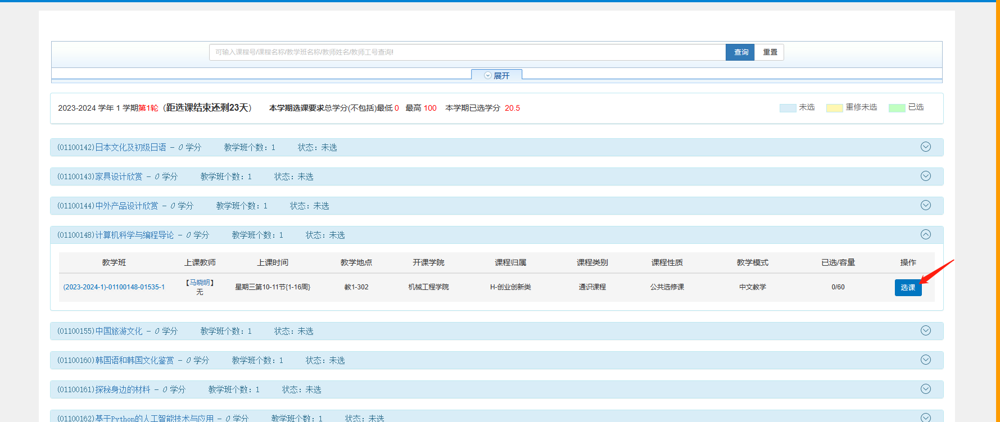 可输入课程号/课程名称/教学班名称/教师姓名/教师工号查询! 查询 重置
展开
2023-2024 学年 1 学期第1轮（距选课结束还剩23天） 本学期选课要求总学分(不包括)最低 0 最高 100 本学期已选学分 20.5 未选 重修未选 已选
(01100142)日本文化及初级日语 - 0 学分 教学班个数：1 状态：未选
(01100143)家具设计欣赏 - 0 学分 教学班个数：1 状态：未选
(01100144)中外产品设计欣赏 - 0 学分 教学班个数：1 状态：未选
(01100148)计算机科学与编程导论 - 0 学分 教学班个数：1 状态：未选
教学班 上课教师 上课时间 教学地点 开课学院 课程归属 课程类别 课程性质 教学模式 已选/容量 操作
(2023-2024-1)-01100148-01535-1 【马晓明】 星期三第10-11节{1-16周} 教1-302 机械工程学院 H-创业创新类 通识课程 公共选修课 中文教学 0/60 选课
无
(01100155)中国旅游文化 - 0 学分 教学班个数：1 状态：未选
(01100160)韩国语和韩国文化鉴赏 - 0 学分 教学班个数：1 状态：未选
(01100161)探秘身边的材料 - 0 学分 教学班个数：1 状态：未选
(01100162)基于Python的人工智能技术与应用 - 0 学分 教学班个数：1 状态：未选